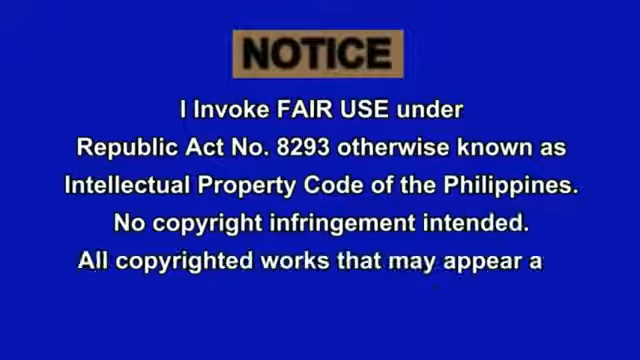 NOTICE
I Invoke FAIR USE under
Republic Act No. 8293 otherwise known as
Intellectual Property Code of the Philippines.
No copyright infringement intended.
All copyrighted works that may appear a